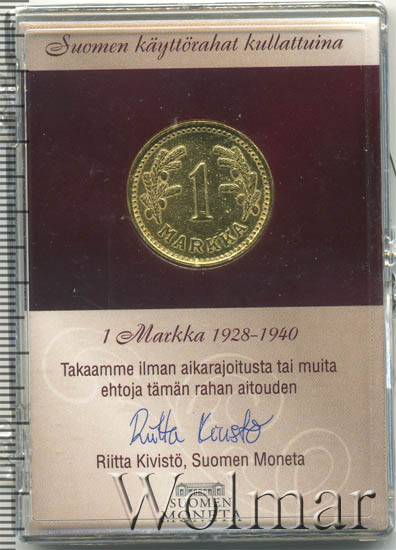 Suomen käyttörahat kullattuina
1
MARKKA
1 Markka 1928-1940
Takaamme ilman aikarajoitusta tai muita
ehtoja tämän rahan aitouden
Riitta Kivistö
Riitta Kivistö, Suomen Moneta
SUOMEN
MONETA
Wolmar